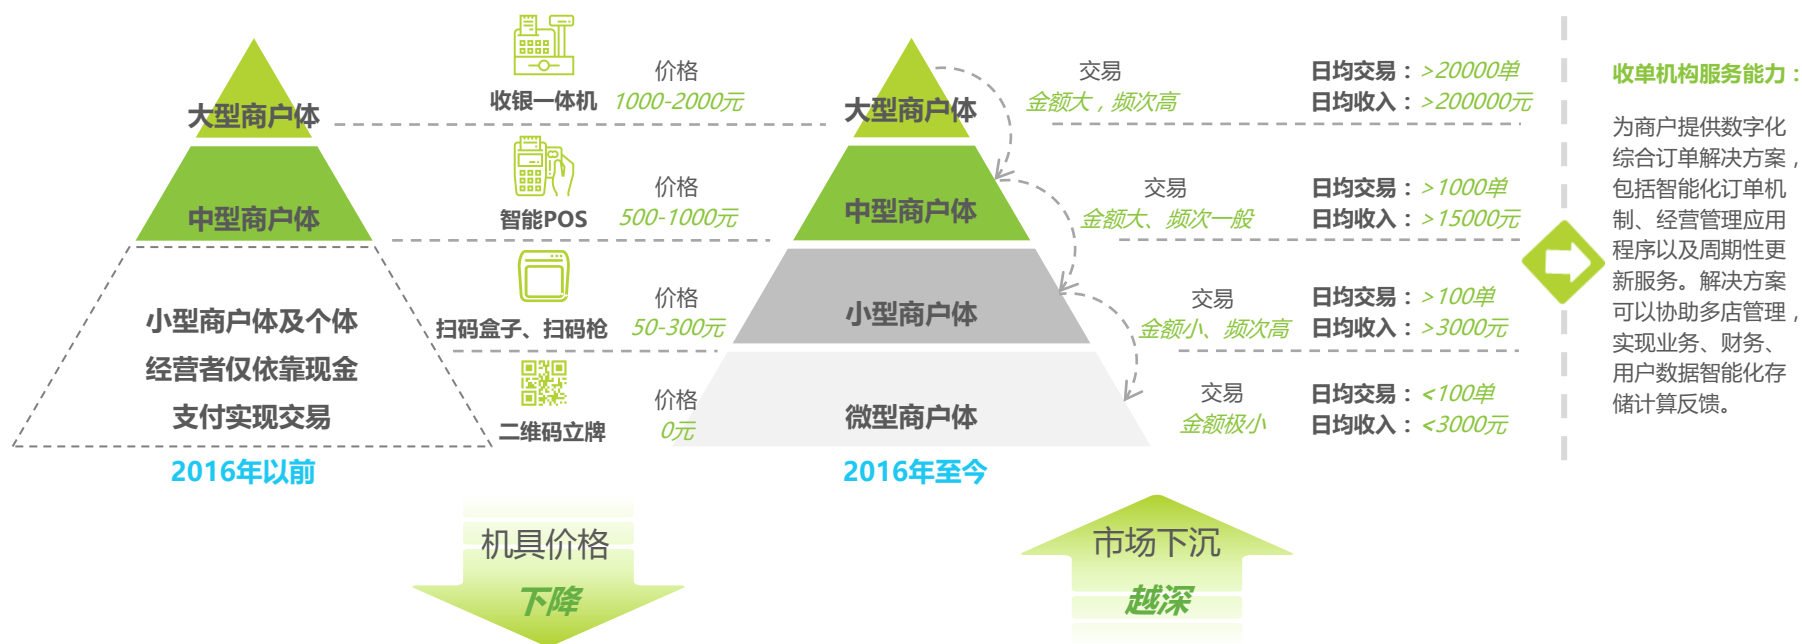 大型商户体
中型商户体
小型商户体及个体
经营者仅依靠现金
支付实现交易
2016年以前
收银一体机
价格
1000-2000元
智能POS
价格
500-1000元
扫码盒子、扫码枪
价格
50-300元
二维码立牌
价格
0元
大型商户体
中型商户体
小型商户体
微型商户体
2016年至今
交易
金额大，频次高
日均交易：>20000单
日均收入：>200000元
交易
金额大、频次一般
日均交易：>1000单
日均收入：>15000元
交易
金额小、频次高
日均交易：>100单
日均收入：>3000元
交易
金额极小
日均交易：<100单
日均收入：<3000元
收单机构服务能力：
为商户提供数字化
综合订单解决方案，
包括智能化订单机
制、经营管理应用
程序以及周期性更
新服务。解决方案
可以协助多店管理，
实现业务、财务、
用户数据智能化存
储计算反馈。
机具价格
下降
市场下沉
越深